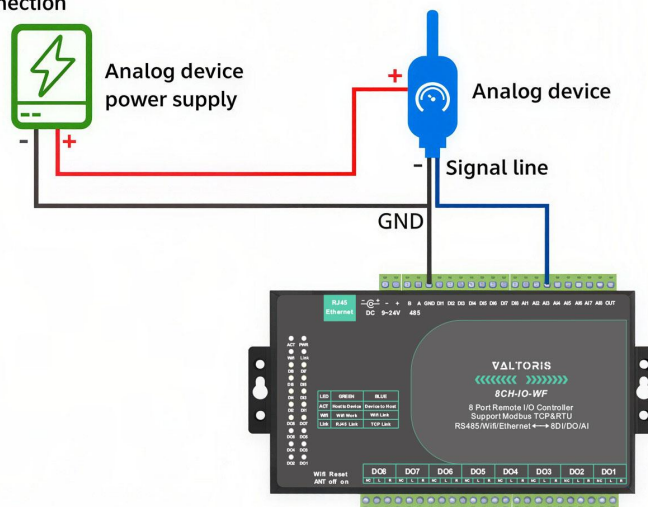 nnection
Analog device
power supply
+
Analog device
-
+
-
Signal line
GND
RJ45
Ethernet
- + B A GND DI1 DI2 DI3 DI4 DI5 DI6 DI7 DI8 AI1 AI2 AI3 AI4 AI5 AI6 AI7 AI8 OUT
DC 9~24V 485
ACT PWR
Wifi Link
VALTORIS
8CH-IO-WF
8 Port Remote I/O Controller
Support Modbus TCP&RTU
RS485/Wifi/Ethernet ⟷ 8DI/DO/AI
LED GREEN BLUE
ACT Host to Device Device to Host
Wifi Wifi Work Wifi Link
Link RJ45 Link TCP Link
Wifi Reset
ANT off on
DO8 DO7 DO6 DO5 DO4 DO3 DO2 DO1